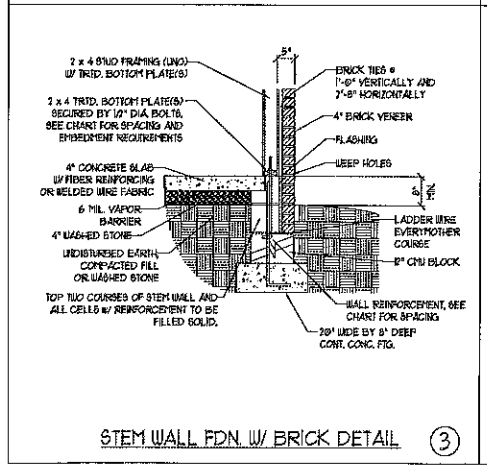 5"
2 x 4 STUD FRAMING (UNO)
W/ TRTD. BOTTOM PLATE(S)
2 x 4 TRTD. BOTTOM PLATE(S)
SECURED BY 1/2" DIA. BOLTS,
SEE CHART FOR SPACING AND
EMBEDMENT REQUIREMENTS
4" CONCRETE SLAB
W/ FIBER REINFORCING
OR WELDED WIRE FABRIC
6 MIL. VAPOR
BARRIER
4" WASHED STONE
UNDISTURBED EARTH,
COMPACTED FILL
OR WASHED STONE
TOP TWO COURSES OF STEM WALL AND
ALL CELLS W/ REINFORCEMENT TO BE
FILLED SOLID.
BRICK TIES @
1'-0" VERTICALLY AND
2'-8" HORIZONTALLY
4" BRICK VENEER
FLASHING
WEEP HOLES
8"
MIN.
LADDER WIRE
EVERY OTHER
COURSE
12" CMU BLOCK
WALL REINFORCEMENT, SEE
CHART FOR SPACING
20" WIDE BY 8" DEEP
CONT. CONC. FTG.
STEM WALL FDN. W/ BRICK DETAIL
3